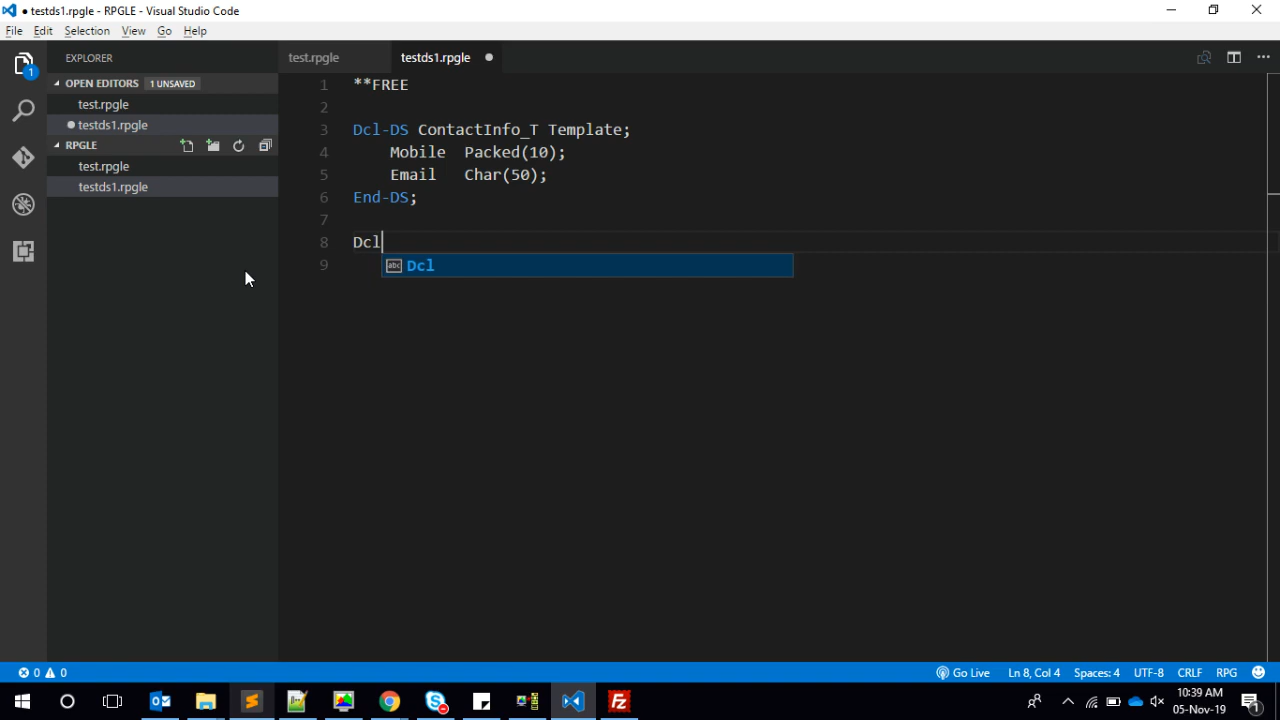 ● testds1.rpgle - RPGLE - Visual Studio Code
File Edit Selection View Go Help
EXPLORER
test.rpgle testds1.rpgle ●
OPEN EDITORS 1 UNSAVED
test.rpgle
● testds1.rpgle
RPGLE
test.rpgle
testds1.rpgle
1
1 **FREE
2
3 Dcl-DS ContactInfo_T Template;
4 Mobile Packed(10);
5 Email Char(50);
6 End-DS;
7
8 Dcl
abc Dcl
9
0 0
Go Live Ln 8, Col 4 Spaces: 4 UTF-8 CRLF RPG
10:39 AM
05-Nov-19
1